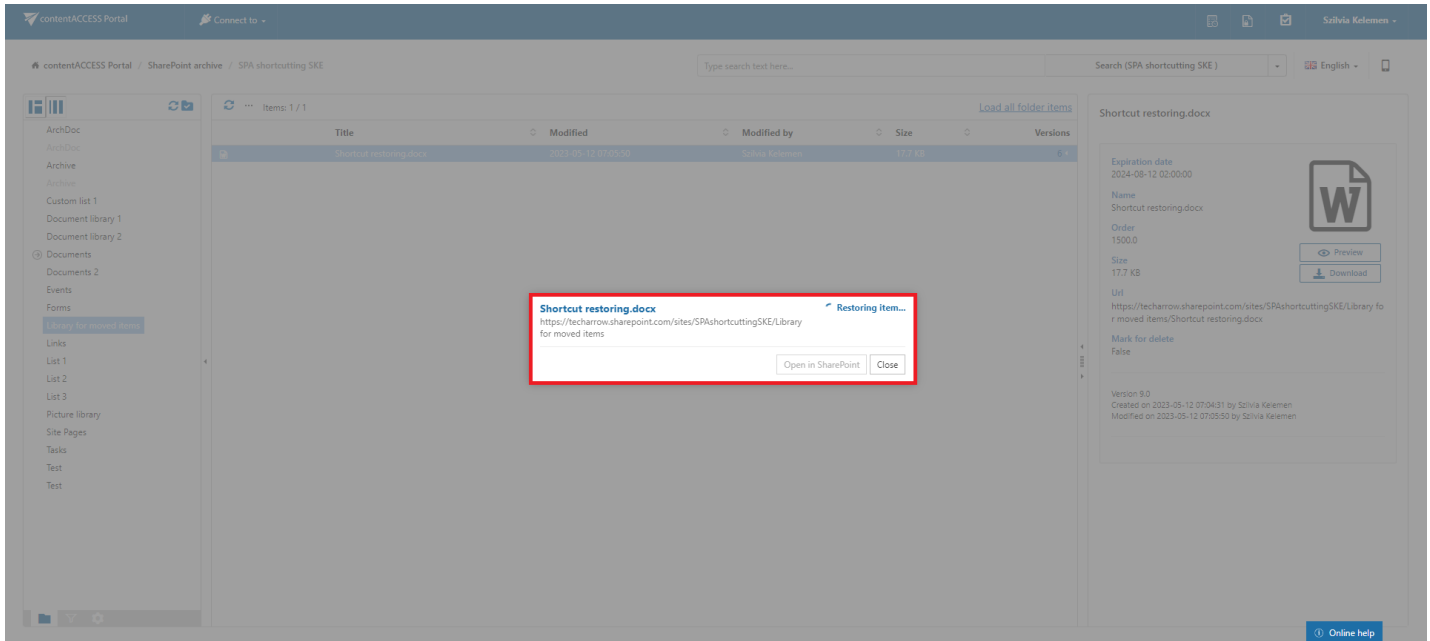 contentACCESS Portal
Connect to
Szilvia Kelemen
contentACCESS Portal / SharePoint archive / SPA shortcutting SKE
Type search text here...
Search (SPA shortcutting SKE )
English
Items: 1 / 1
Load all folder items
ArchDoc
ArchDoc
Archive
Archive
Custom list 1
Document library 1
Document library 2
Documents
Documents 2
Events
Forms
Library for moved items
Links
List 1
List 2
List 3
Picture library
Site Pages
Tasks
Test
Test
Title Modified Modified by Size Versions
Shortcut restoring.docx 2023-05-12 07:05:50 Szilvia Kelemen 17.7 KB 6
Shortcut restoring.docx
Restoring item...
https://techarrow.sharepoint.com/sites/SPAshortcuttingSKE/Library
for moved items
Open in SharePoint
Close
Shortcut restoring.docx
Expiration date
2024-08-12 02:00:00
Name
Shortcut restoring.docx
Order
1500.0
Size
17.7 KB
Url
https://techarrow.sharepoint.com/sites/SPAshortcuttingSKE/Library fo
r moved items/Shortcut restoring.docx
Mark for delete
False
W
Preview
Download
Version 9.0
Created on 2023-05-12 07:04:31 by Szilvia Kelemen
Modified on 2023-05-12 07:05:50 by Szilvia Kelemen
Online help